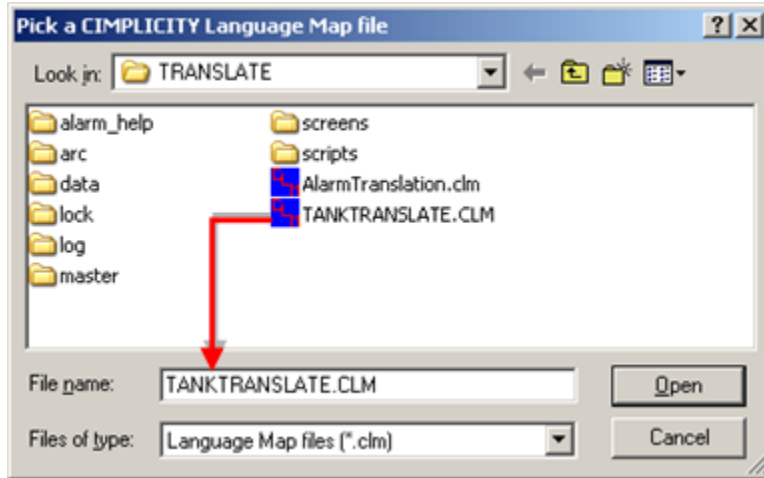 Pick a CIMPLICITY Language Map file
Look in: TRANSLATE
alarm_help
arc
data
lock
log
master
screens
scripts
AlarmTranslation.clm
TANKTRANSLATE.CLM
File name: TANKTRANSLATE.CLM Open
Files of type: Language Map files (*.clm) Cancel